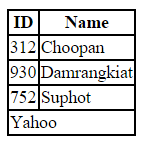 ID Name
312 Choopan
930 Damrangkiat
752 Suphot
Yahoo